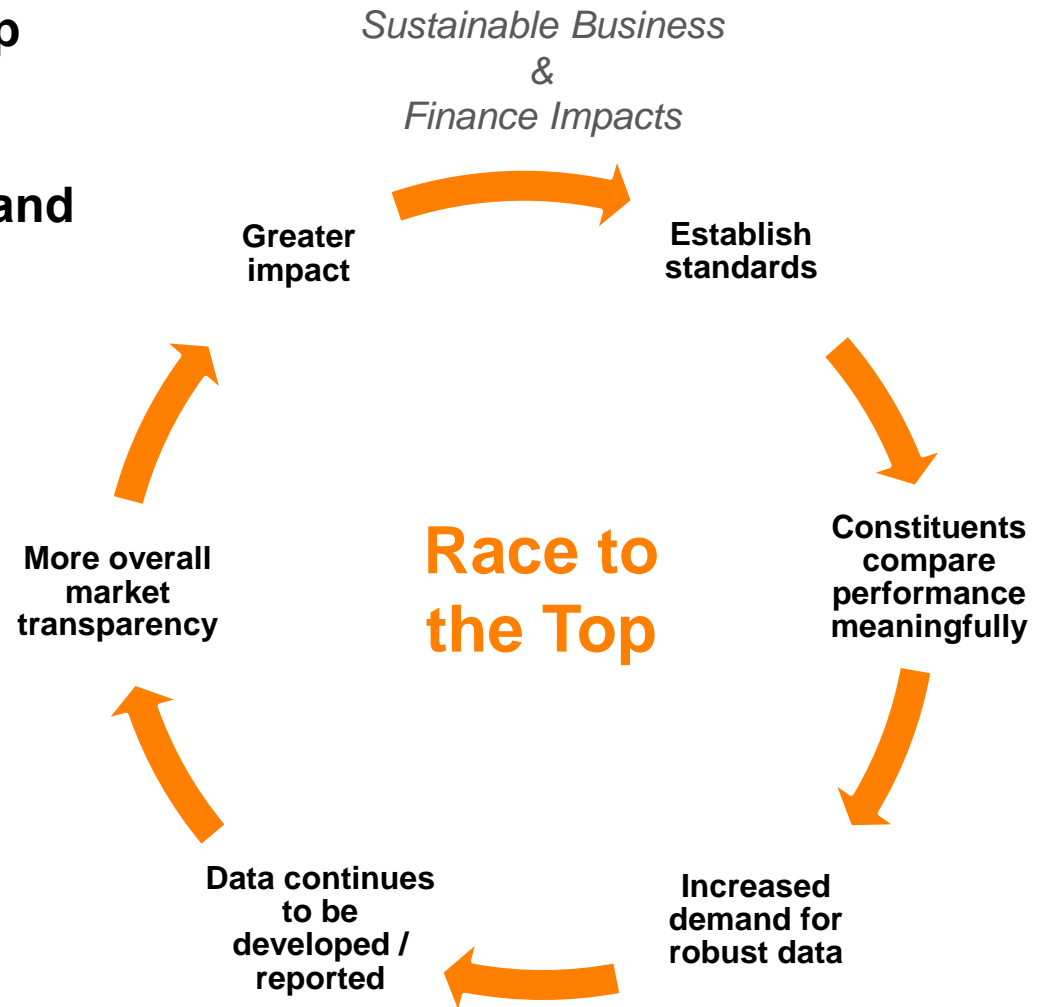 p
Sustainable Business
&
Finance Impacts
and
Greater
impact
Establish
standards
Constituents
compare
performance
meaningfully
Increased
demand for
robust data
Data continues
to be
developed /
reported
More overall
market
transparency
Race to
the Top